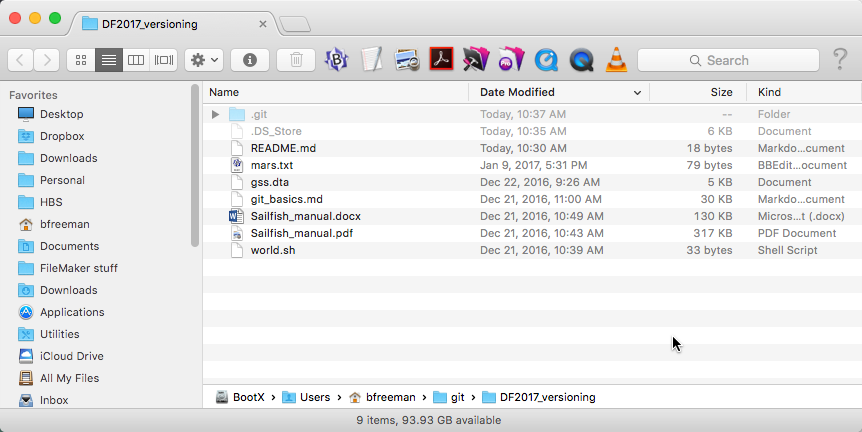 DF2017_versioning
Search
Favorites
Desktop
Dropbox
Downloads
Personal
HBS
bfreeman
Documents
FileMaker stuff
Downloads
Applications
Utilities
iCloud Drive
All My Files
Inbox
Name Date Modified Size Kind
.git Today, 10:37 AM -- Folder
.DS_Store Today, 10:35 AM 6 KB Document
README.md Today, 10:30 AM 18 bytes Markdo...cument
mars.txt Jan 9, 2017, 5:31 PM 79 bytes BBEdit...ocument
gss.dta Dec 22, 2016, 9:26 AM 5 KB Document
git_basics.md Dec 21, 2016, 11:00 AM 30 KB Markdo...cument
Sailfish_manual.docx Dec 21, 2016, 10:49 AM 130 KB Micros...t (.docx)
Sailfish_manual.pdf Dec 21, 2016, 10:43 AM 317 KB PDF Document
world.sh Dec 21, 2016, 10:39 AM 33 bytes Shell Script
BootX › Users › bfreeman › git › DF2017_versioning
9 items, 93.93 GB available